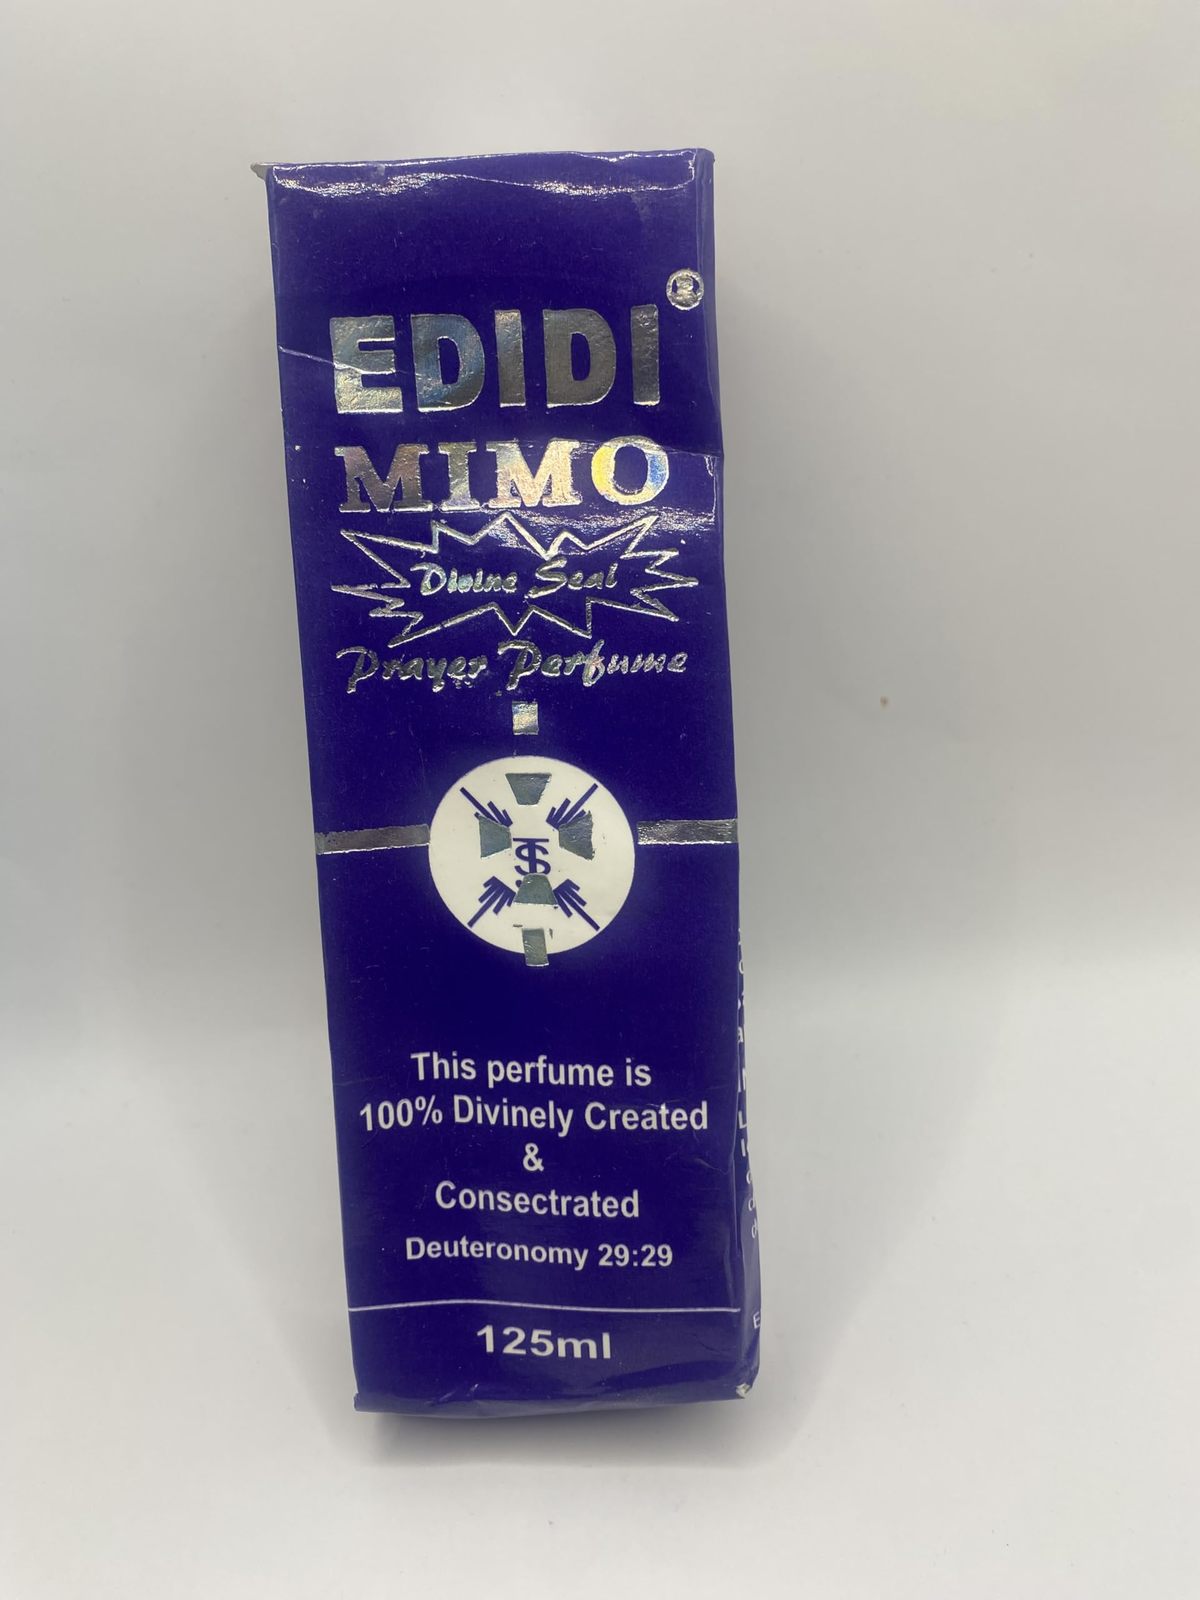 EDIDI
MIMO
Divine Seal
Prayer Perfume
This perfume is
100% Divinely Created
&
Consectrated
Deuteronomy 29:29
125ml